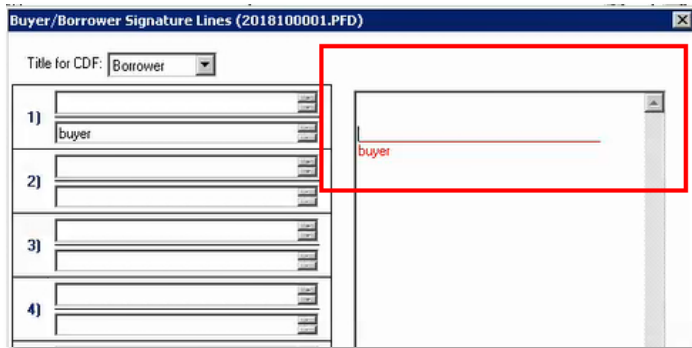 Buyer/Borrower Signature Lines (2018100001.PFD)
Title for CDF: Borrower
1)
buyer
buyer
2)
3)
4)